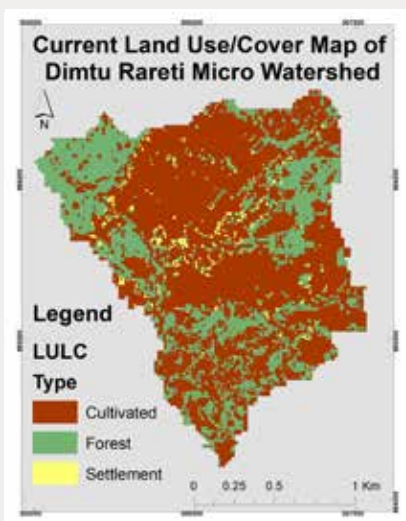 Current Land Use/Cover Map of
Dimtu Rareti Micro Watershed
N
Legend
LULC
Type
Cultivated
Forest
Settlement
0 0.25 0.5 1 Km